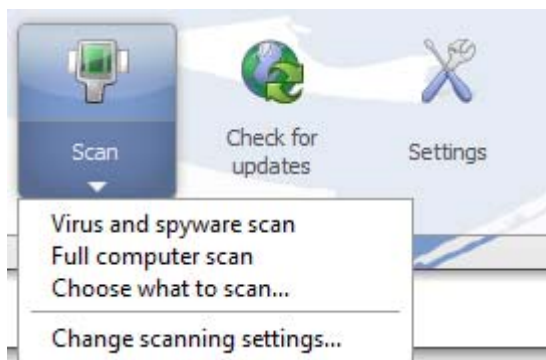 Scan
Check for
updates
Settings
Virus and spyware scan
Full computer scan
Choose what to scan...
Change scanning settings...